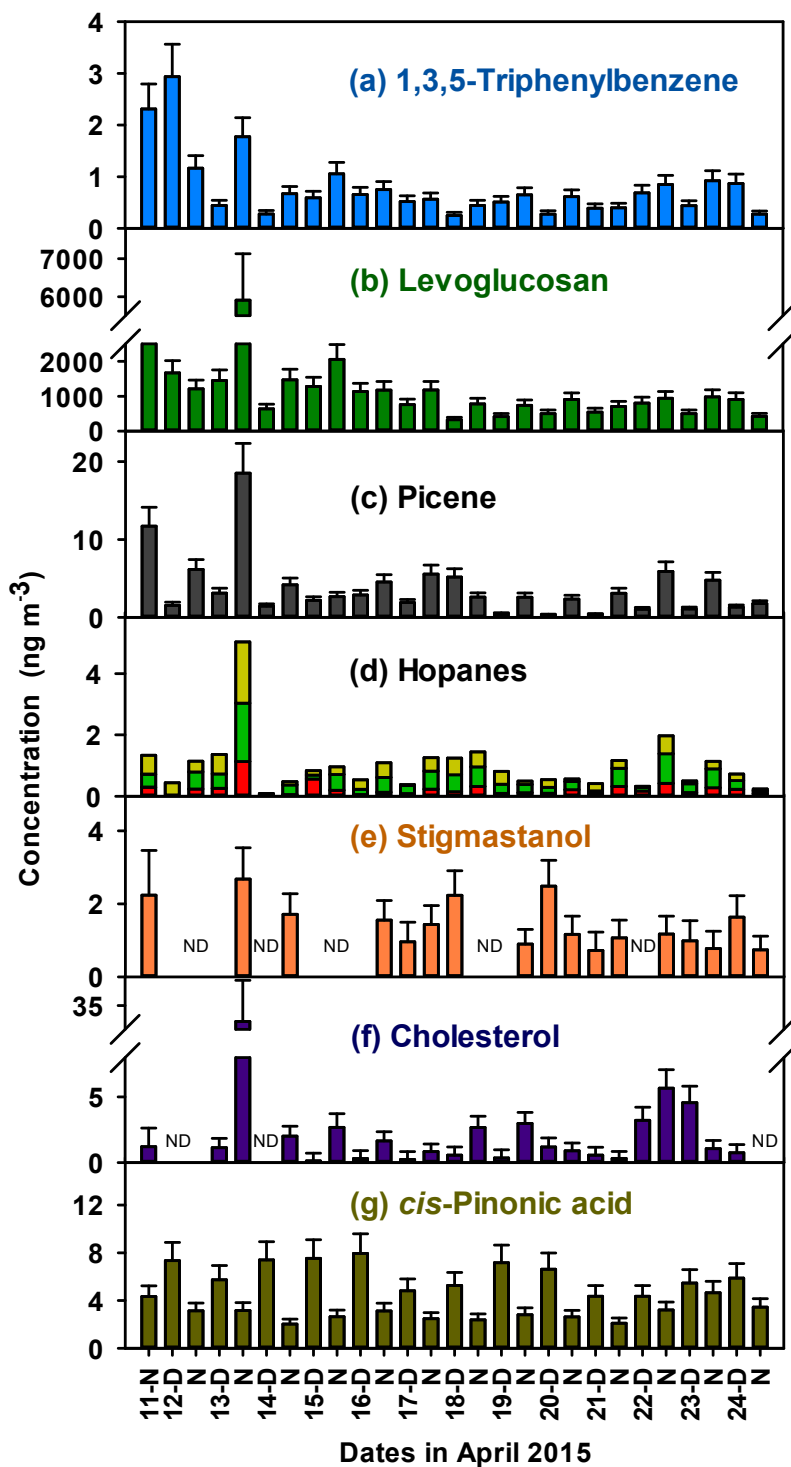 4
3
2
1
0
(a) 1,3,5-Triphenylbenzene
7000
6000
2000
1000
0
(b) Levoglucosan
20
10
0
(c) Picene
4
2
0
(d) Hopanes
4
2
0
(e) Stigmastanol
ND ND ND ND ND
35
5
0
(f) Cholesterol
ND ND ND
12
8
4
0
(g) cis-Pinonic acid
Concentration (ng m-3)
11-N 12-D N 13-D N 14-D N 15-D N 16-D N 17-D N 18-D N 19-D N 20-D N 21-D N 22-D N 23-D N 24-D N
Dates in April 2015